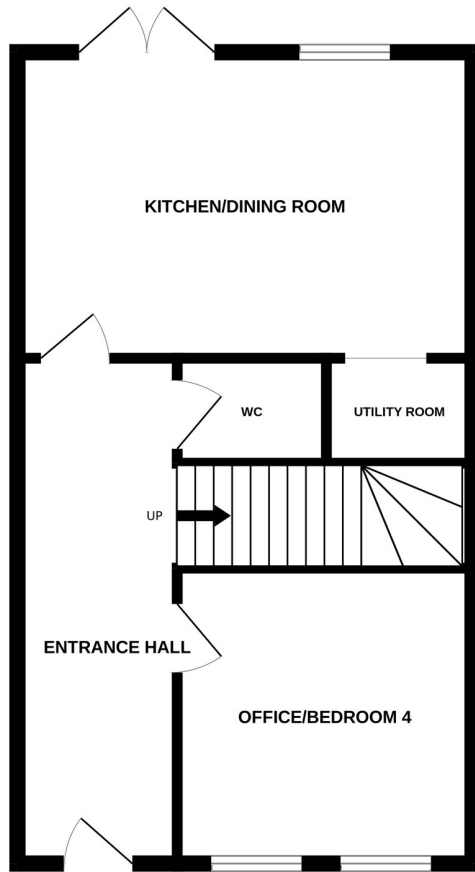 KITCHEN/DINING ROOM
WC
UTILITY ROOM
UP
ENTRANCE HALL
OFFICE/BEDROOM 4